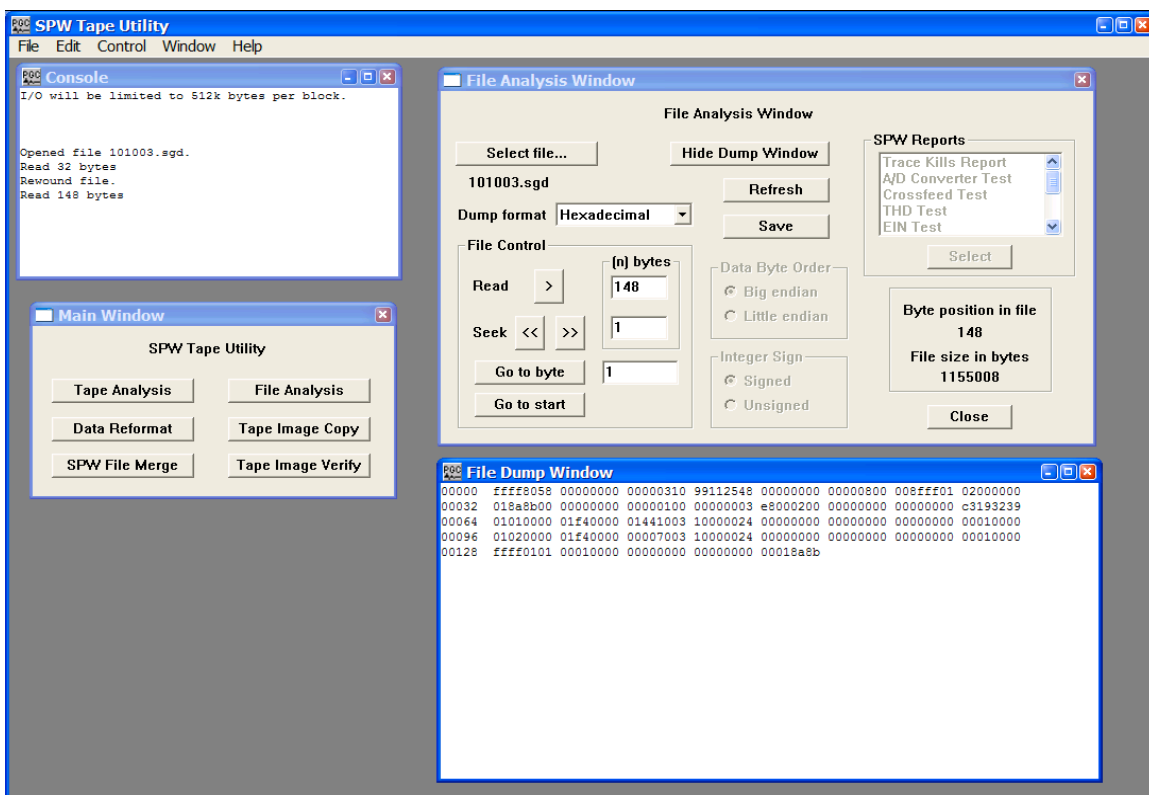 SPW Tape Utility
File Edit Control Window Help
Console
I/O will be limited to 512k bytes per block.
Opened file 101003.sgd.
Read 32 bytes
Rewound file.
Read 148 bytes
Main Window
SPW Tape Utility
Tape Analysis File Analysis
Data Reformat Tape Image Copy
SPW File Merge Tape Image Verify
File Analysis Window
File Analysis Window
Select file... Hide Dump Window
101003.sgd Refresh
Dump format Hexadecimal Save
File Control
(n) bytes
Read > 148
Seek << >> 1
Go to byte 1
Go to start
Data Byte Order
Big endian
Little endian
Integer Sign
Signed
Unsigned
SPW Reports
Trace Kills Report
A/D Converter Test
Crossfeed Test
THD Test
EIN Test
Select
Byte position in file
148
File size in bytes
1155008
Close
File Dump Window
00000 ffff8058 00000000 00000310 99112548 00000000 00000800 008fff01 02000000
00032 018a8b00 00000000 00000100 00000003 e8000200 00000000 00000000 c3193239
00064 01010000 01f40000 01441003 10000024 00000000 00000000 00000000 00010000
00096 01020000 01f40000 00007003 10000024 00000000 00000000 00000000 00010000
00128 ffff0101 00010000 00000000 00000000 00018a8b